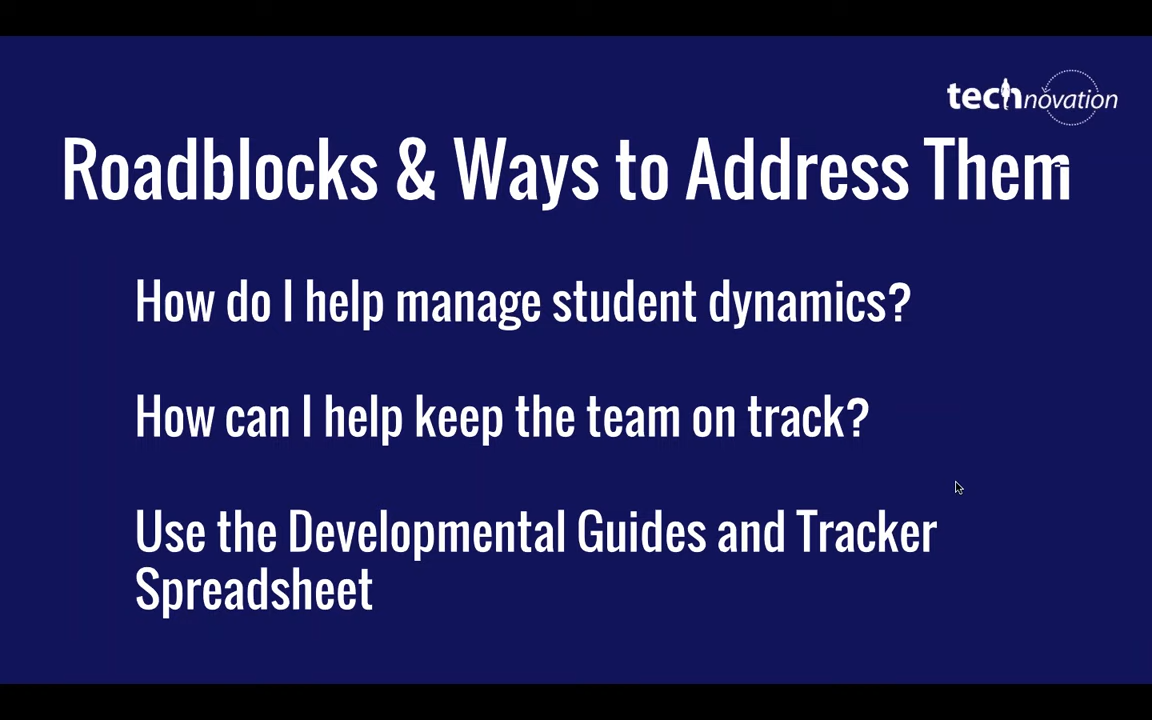 technovation
Roadblocks & Ways to Address Them
How do I help manage student dynamics?
How can I help keep the team on track?
Use the Developmental Guides and Tracker
Spreadsheet